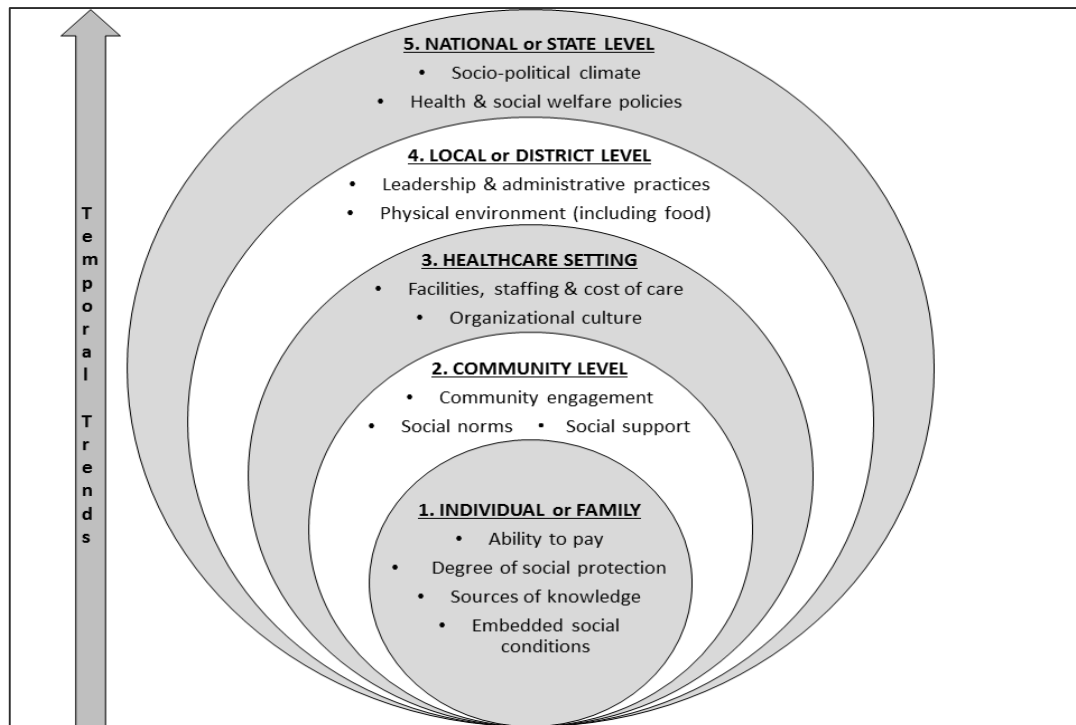 5. NATIONAL or STATE LEVEL
• Socio-political climate
• Health & social welfare policies
4. LOCAL or DISTRICT LEVEL
• Leadership & administrative practices
• Physical environment (including food)
3. HEALTHCARE SETTING
• Facilities, staffing & cost of care
• Organizational culture
2. COMMUNITY LEVEL
• Community engagement
• Social norms • Social support
1. INDIVIDUAL or FAMILY
• Ability to pay
• Degree of social protection
• Sources of knowledge
• Embedded social
conditions
Temporal Trends